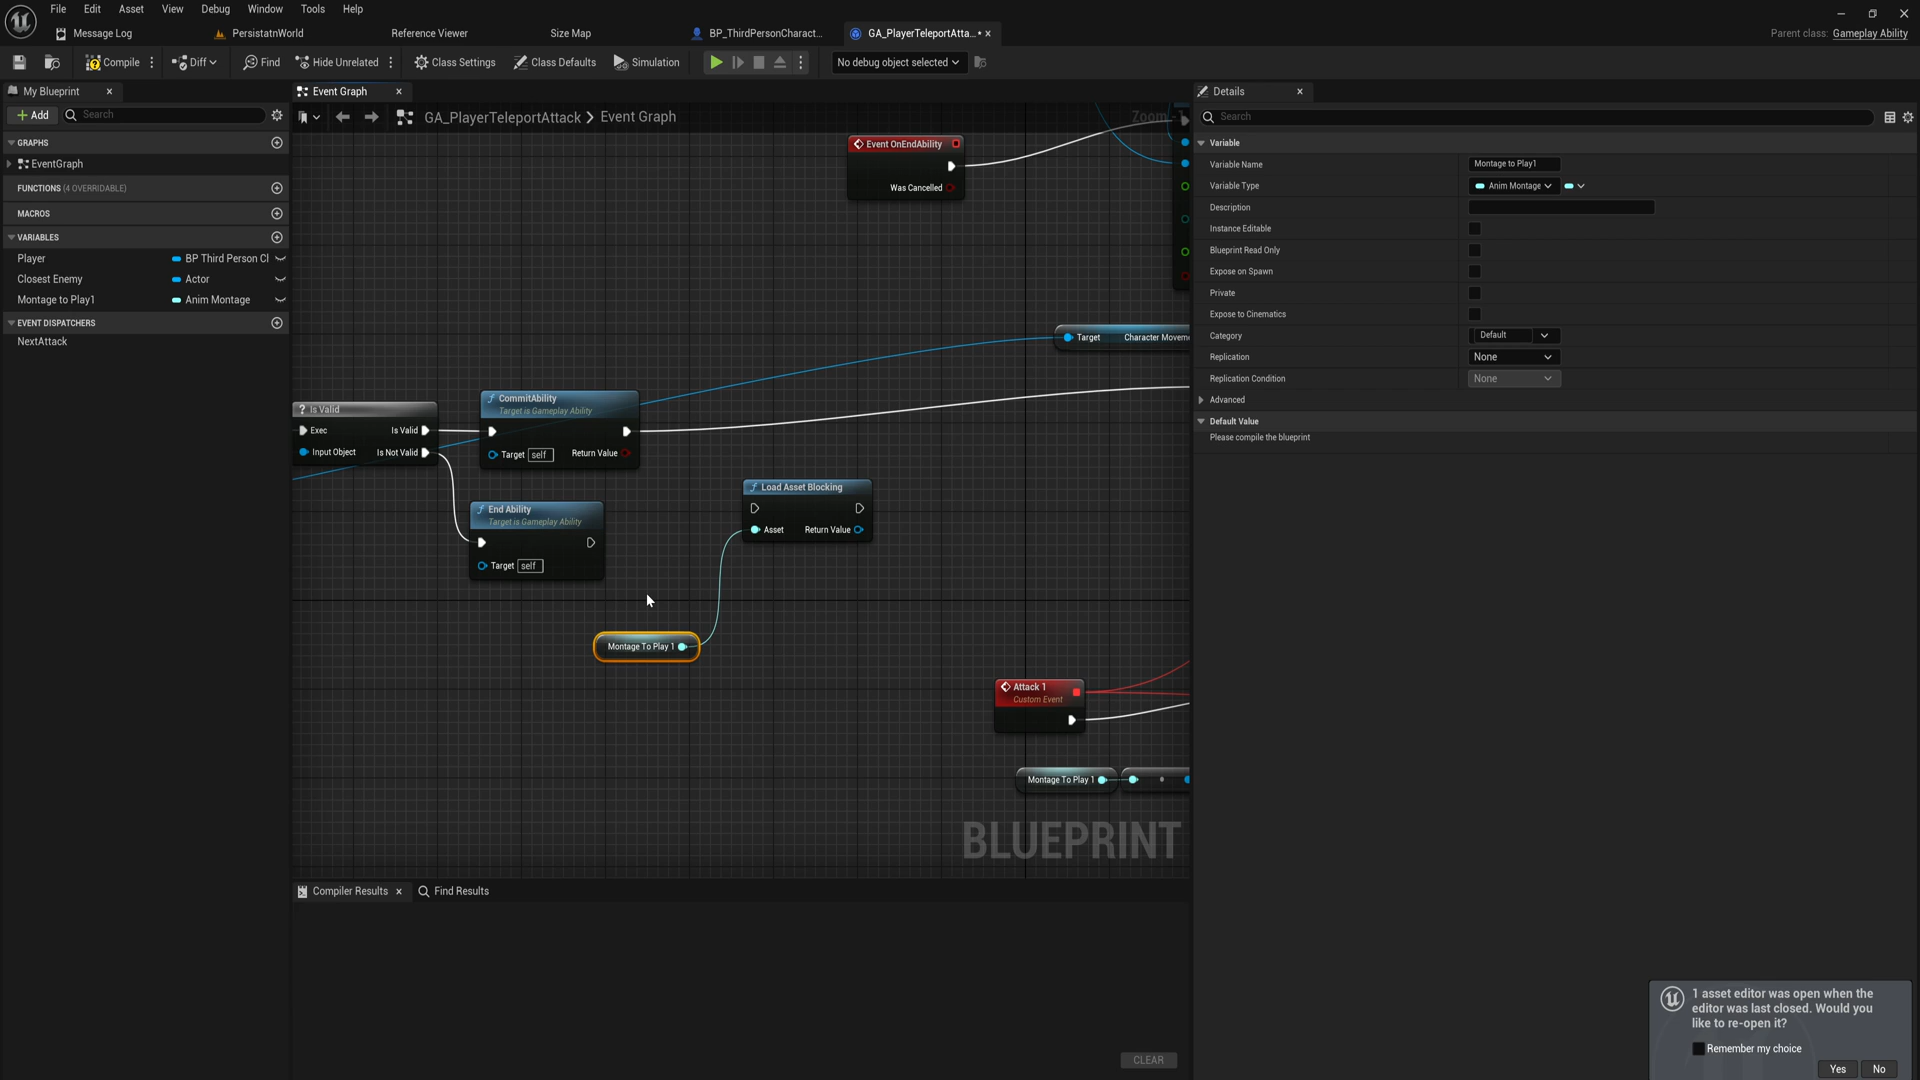 File Edit Asset View Debug Window Tools Help
Message Log PersistatnWorld Reference Viewer Size Map BP_ThirdPersonCharact... GA_PlayerTeleportAtta...• Parent class: Gameplay Ability
Compile Diff Find Hide Unrelated Class Settings Class Defaults Simulation No debug object selected
My Blueprint
Add Search
GRAPHS
EventGraph
FUNCTIONS (4 OVERRIDABLE)
MACROS
VARIABLES
Player BP Third Person Cl
Closest Enemy Actor
Montage to Play1 Anim Montage
EVENT DISPATCHERS
NextAttack
Event Graph
GA_PlayerTeleportAttack > Event Graph Zoom -1
Event OnEndAbility
Was Cancelled
Target Character Moveme
? Is Valid
Exec Is Valid
Input Object Is Not Valid
f CommitAbility
Target is Gameplay Ability
Target self Return Value
f End Ability
Target is Gameplay Ability
Target self
f Load Asset Blocking
Asset Return Value
Montage To Play 1
Attack 1
Custom Event
Montage To Play 1
BLUEPRINT
Compiler Results Find Results
CLEAR
Details
Search
Variable
Variable Name Montage to Play1
Variable Type Anim Montage
Description
Instance Editable
Blueprint Read Only
Expose on Spawn
Private
Expose to Cinematics
Category Default
Replication None
Replication Condition None
Advanced
Default Value
Please compile the blueprint
1 asset editor was open when the
editor was last closed. Would you
like to re-open it?
Remember my choice
Yes No